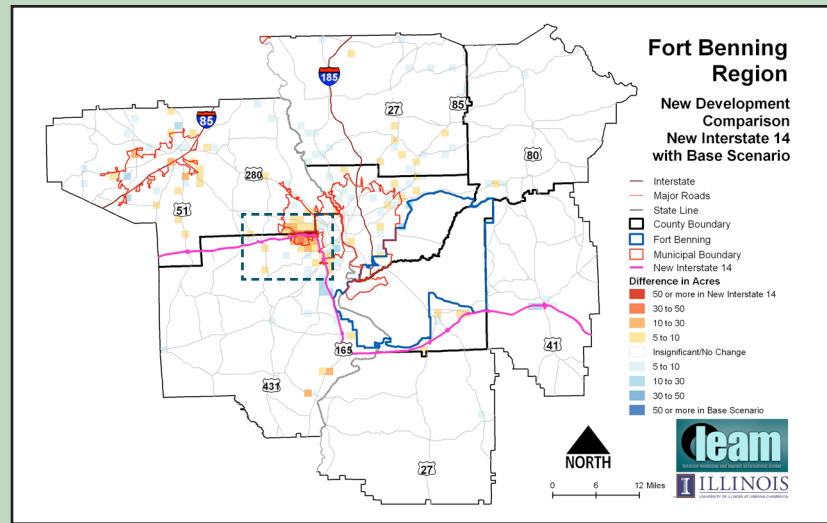 Fort Benning
Region
New Development
Comparison
New Interstate 14
with Base Scenario
Interstate
Major Roads
State Line
County Boundary
Fort Benning
Municipal Boundary
New Interstate 14
Difference in Acres
50 or more in New Interstate 14
30 to 50
10 to 30
5 to 10
Insignificant/No Change
5 to 10
10 to 30
30 to 50
50 or more in Base Scenario
185
27
85
85
80
280
51
165
41
431
27
NORTH
0 6 12 Miles
leam
I ILLINOIS
UNIVERSITY OF ILLINOIS AT URBANA-CHAMPAIGN